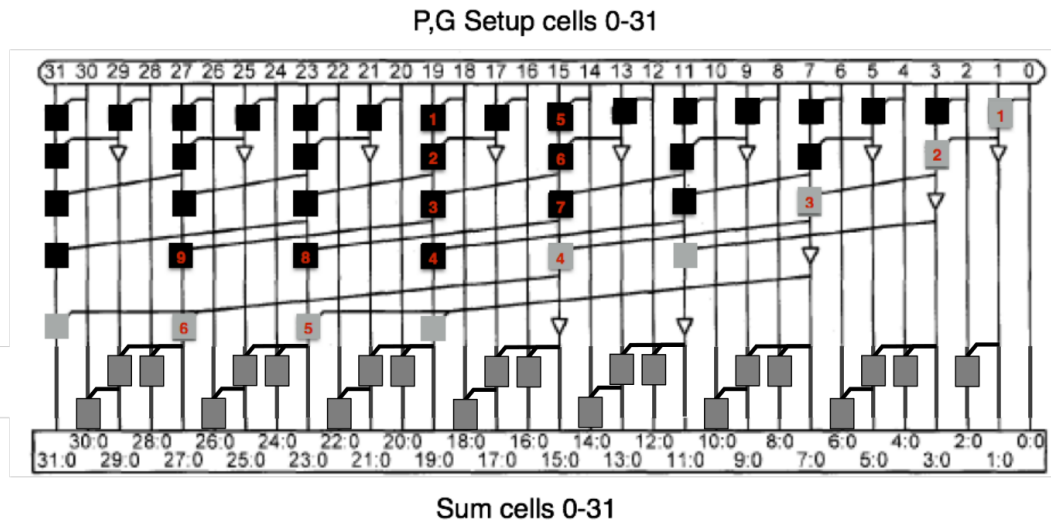 P,G Setup cells 0-31
31 30 29 28 27 26 25 24 23 22 21 20 19 18 17 16 15 14 13 12 11 10 9 8 7 6 5 4 3 2 1 0
1 5 1
2 6 2
3 7 3
9 8 4 4
6 5
30:0 28:0 26:0 24:0 22:0 20:0 18:0 16:0 14:0 12:0 10:0 8:0 6:0 4:0 2:0 0:0
31:0 29:0 27:0 25:0 23:0 21:0 19:0 17:0 15:0 13:0 11:0 9:0 7:0 5:0 3:0 1:0
Sum cells 0-31